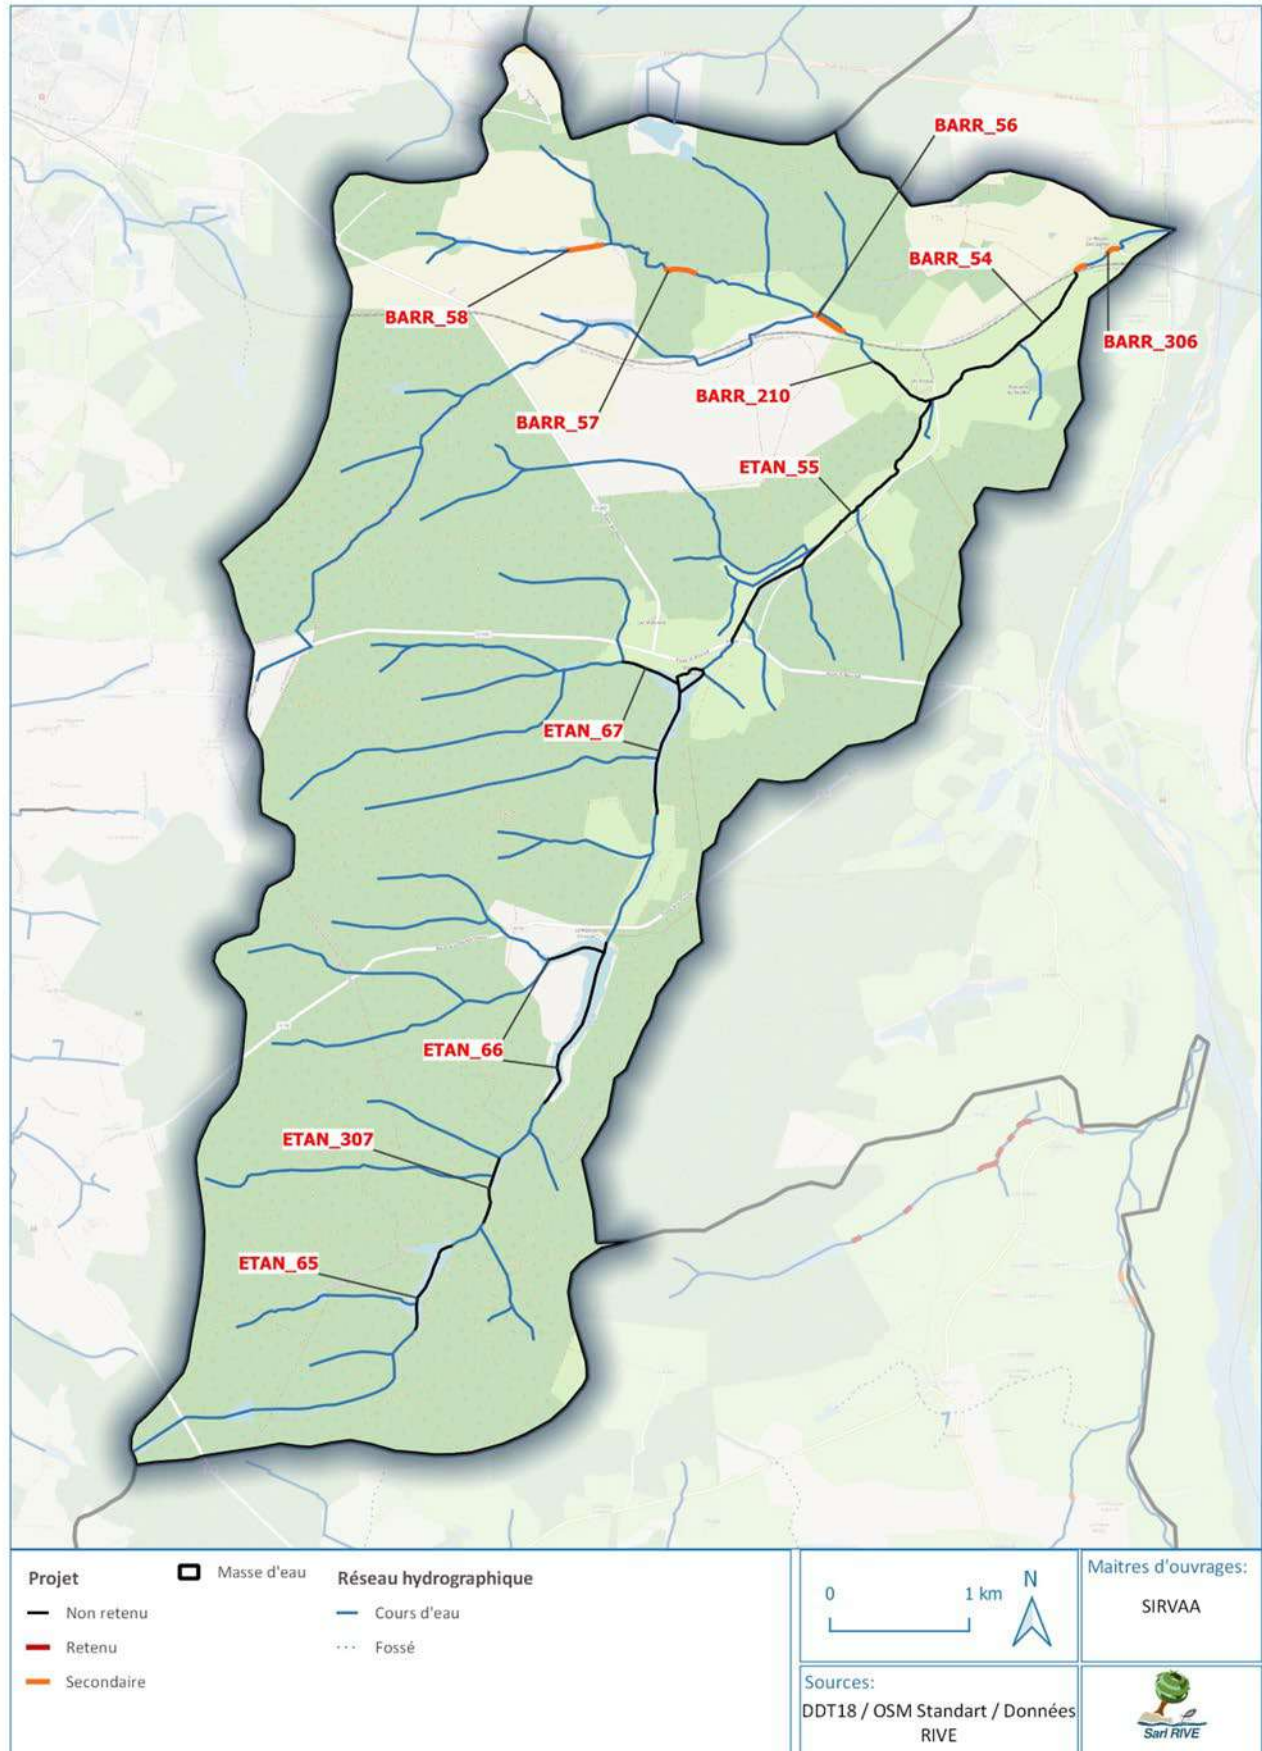 BARR_56
BARR_54
BARR_58
BARR_306
BARR_210
BARR_57
ETAN_55
ETAN_67
ETAN_66
ETAN_307
ETAN_65
Projet
Masse d'eau
Réseau hydrographique
Non retenu
Cours d'eau
Retenu
Fossé
Secondaire
0
1 km
N
Maitres d'ouvrages:
SIRVAA
Sources:
DDT18 / OSM Standart / Données
RIVE
Sarl RIVE